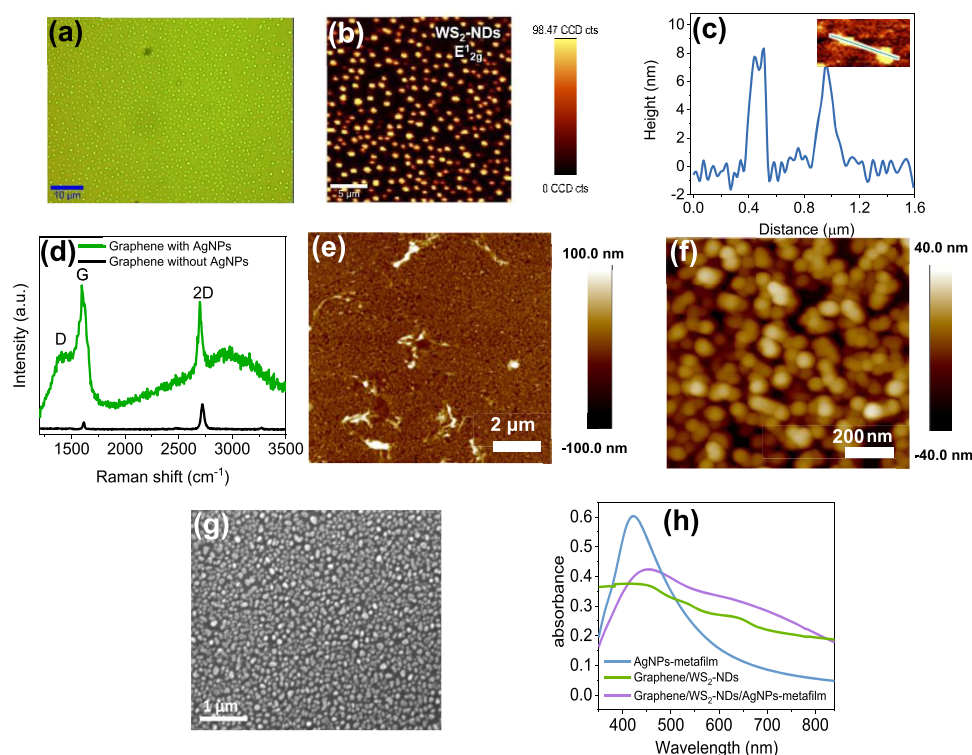 (a)
10 μm
(b)
WS₂-NDs
E¹₂g
5 μm
98.47 CCD cts
0 CCD cts
(c)
Height (nm)
10
8
6
4
2
0
-2
0.0 0.4 0.8 1.2 1.6
Distance (μm)
(d)
Graphene with AgNPs
Graphene without AgNPs
G
D
2D
Intensity (a.u.)
1500 2000 2500 3000 3500
Raman shift (cm⁻¹)
(e)
2 μm
100.0 nm
-100.0 nm
(f)
200 nm
40.0 nm
-40.0 nm
(g)
1 μm
(h)
absorbance
0.6
0.5
0.4
0.3
0.2
0.1
0.0
AgNPs-metafilm
Graphene/WS₂-NDs
Graphene/WS₂-NDs/AgNPs-metafilm
400 500 600 700 800
Wavelength (nm)